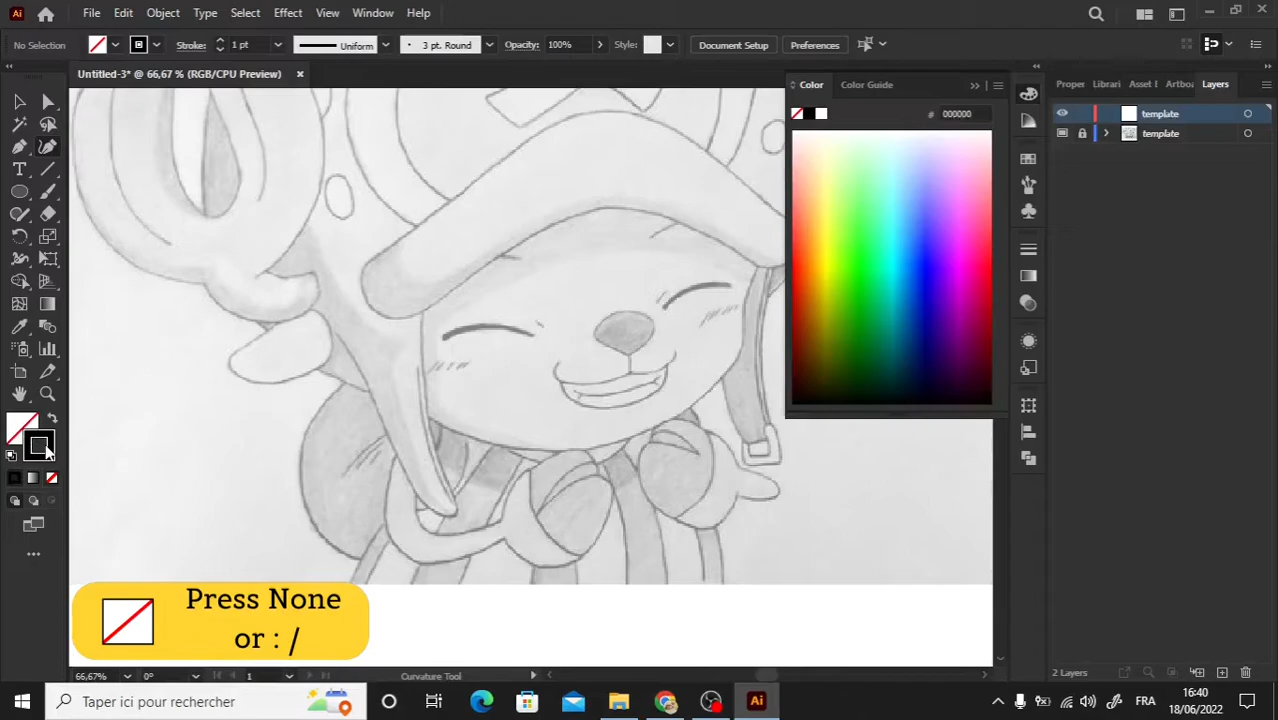 Ai File Edit Object Type Select Effect View Window Help
No Selection Stroke: 1 pt Uniform 3 pt. Round Opacity: 100% Style: Document Setup Preferences
Untitled-3* @ 66,67 % (RGB/CPU Preview) ×
Color Color Guide
# 000000
Proper Librari Asset I Artboa Layers
template
template
Press None
or : /
66,67% 0° 1 Curvature Tool 2 Layers
Taper ici pour rechercher Ai FRA 16:40
18/06/2022